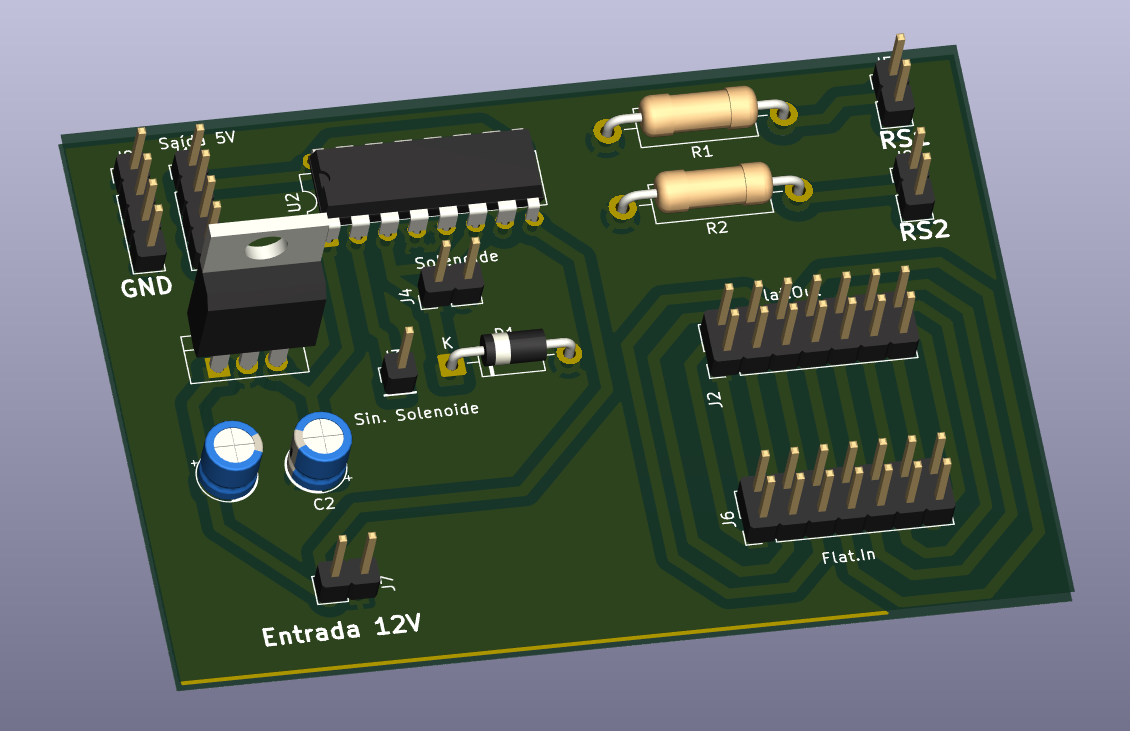 Saída 5V
GND
U2
R1
RS1
R2
RS2
Solenoide
J4
K
D1
Sin. Solenoide
J2
+
+
C2
J6
Flat.In
J7
Entrada 12V